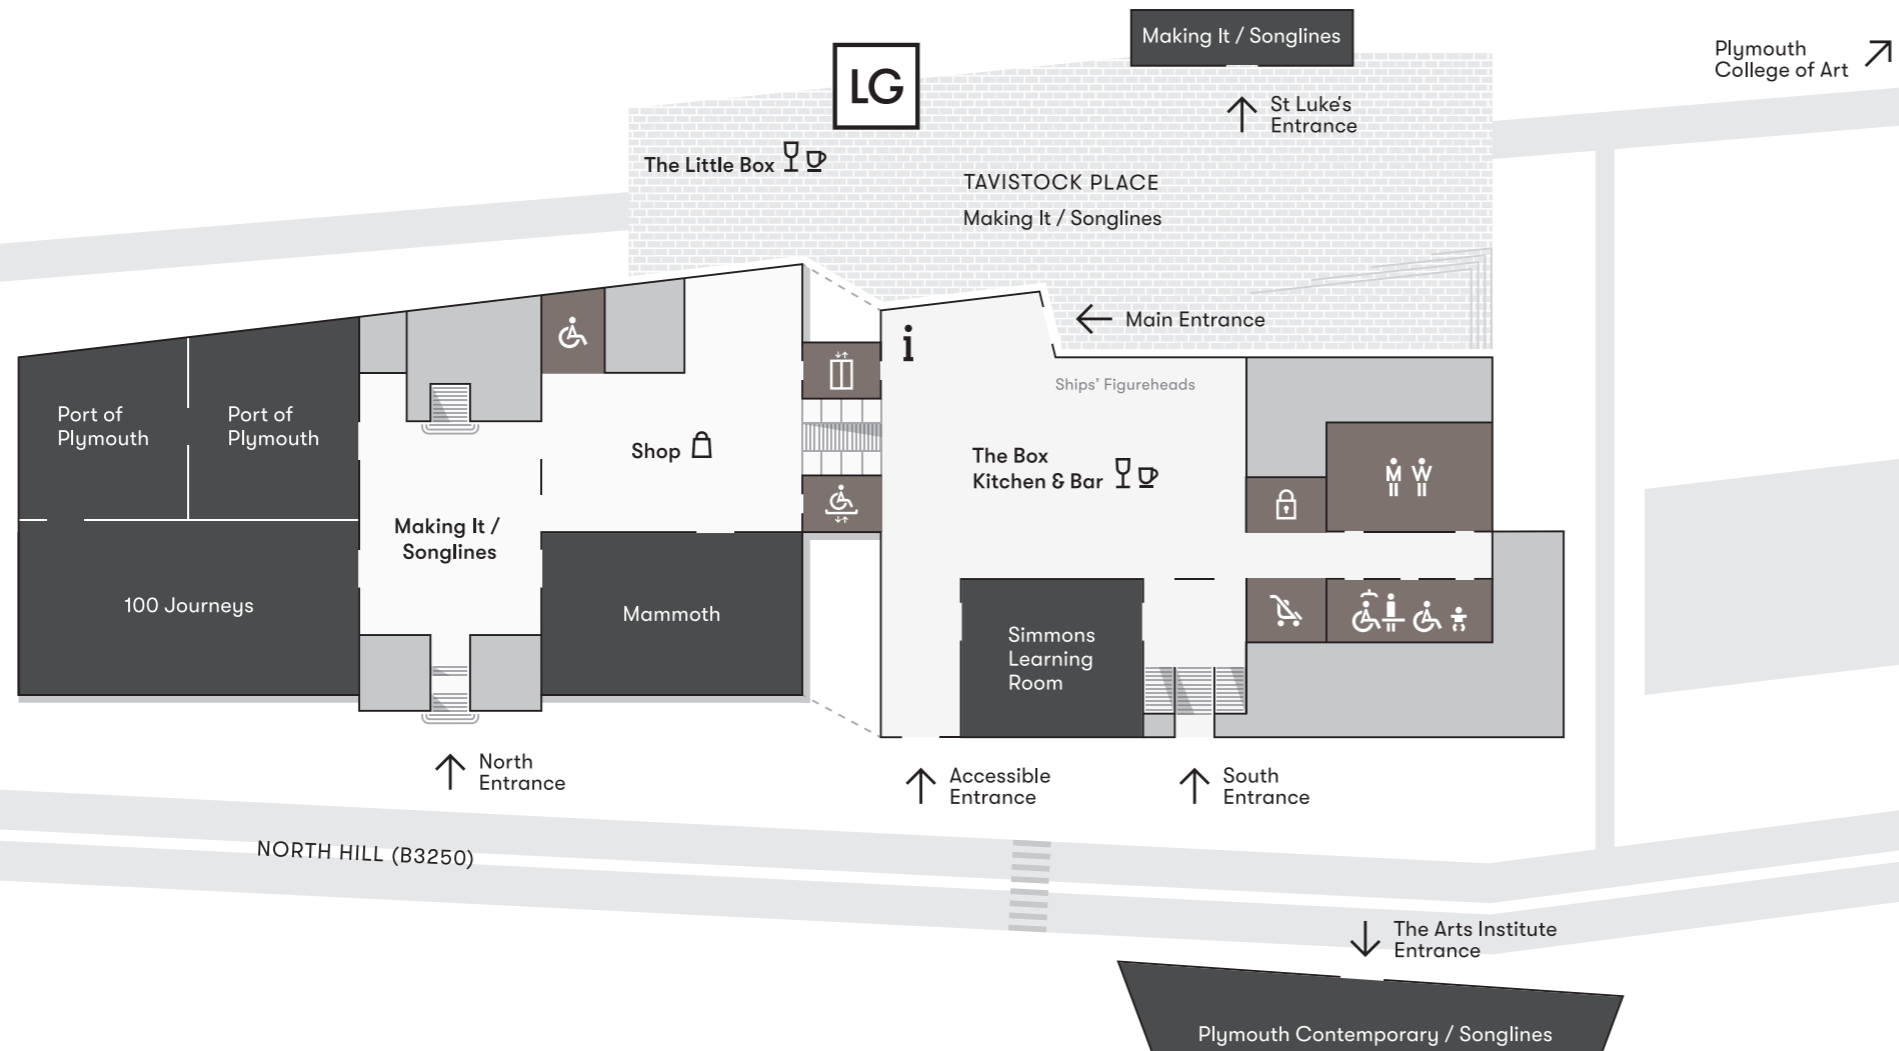 Making It / Songlines
Plymouth
College of Art
LG
St Luke's
Entrance
The Little Box
TAVISTOCK PLACE
Making It / Songlines
Main Entrance
i
Ships' Figureheads
Port of
Plymouth
Port of
Plymouth
Shop
The Box
Kitchen & Bar
M W
Making It /
Songlines
100 Journeys
Mammoth
Simmons
Learning
Room
North
Entrance
Accessible
Entrance
South
Entrance
NORTH HILL (B3250)
The Arts Institute
Entrance
Plymouth Contemporary / Songlines